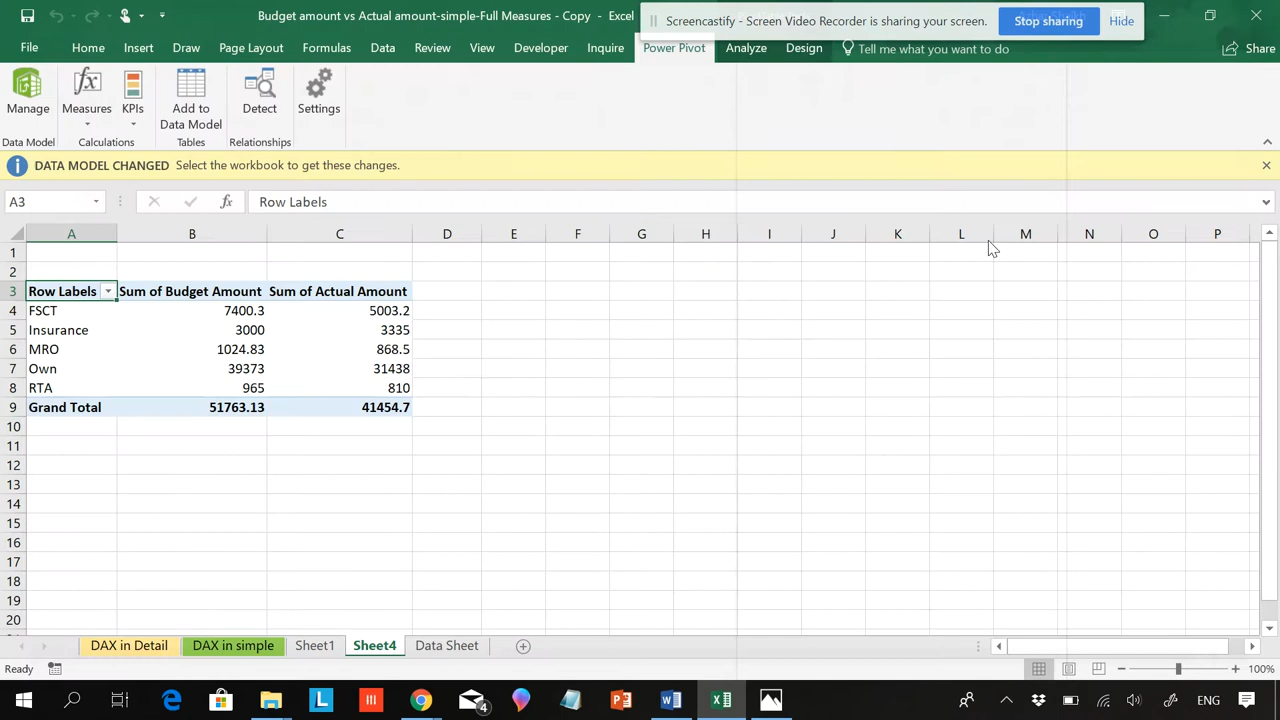 Budget amount vs Actual amount-simple-Full Measures - Copy - Excel
Screencastify - Screen Video Recorder is sharing your screen. Stop sharing Hide
File Home Insert Draw Page Layout Formulas Data Review View Developer Inquire Power Pivot Analyze Design Tell me what you want to do Share
Manage Measures KPIs Add to Data Model Detect Settings
Data Model Calculations Tables Relationships
DATA MODEL CHANGED Select the workbook to get these changes.
A3 fx Row Labels
A B C D E F G H I J K L M N O P
1
2
3 Row Labels Sum of Budget Amount Sum of Actual Amount
4 FSCT 7400.3 5003.2
5 Insurance 3000 3335
6 MRO 1024.83 868.5
7 Own 39373 31438
8 RTA 965 810
9 Grand Total 51763.13 41454.7
10
11
12
13
14
15
16
17
18
19
20
DAX in Detail DAX in simple Sheet1 Sheet4 Data Sheet
Ready 100%
L 4 ENG